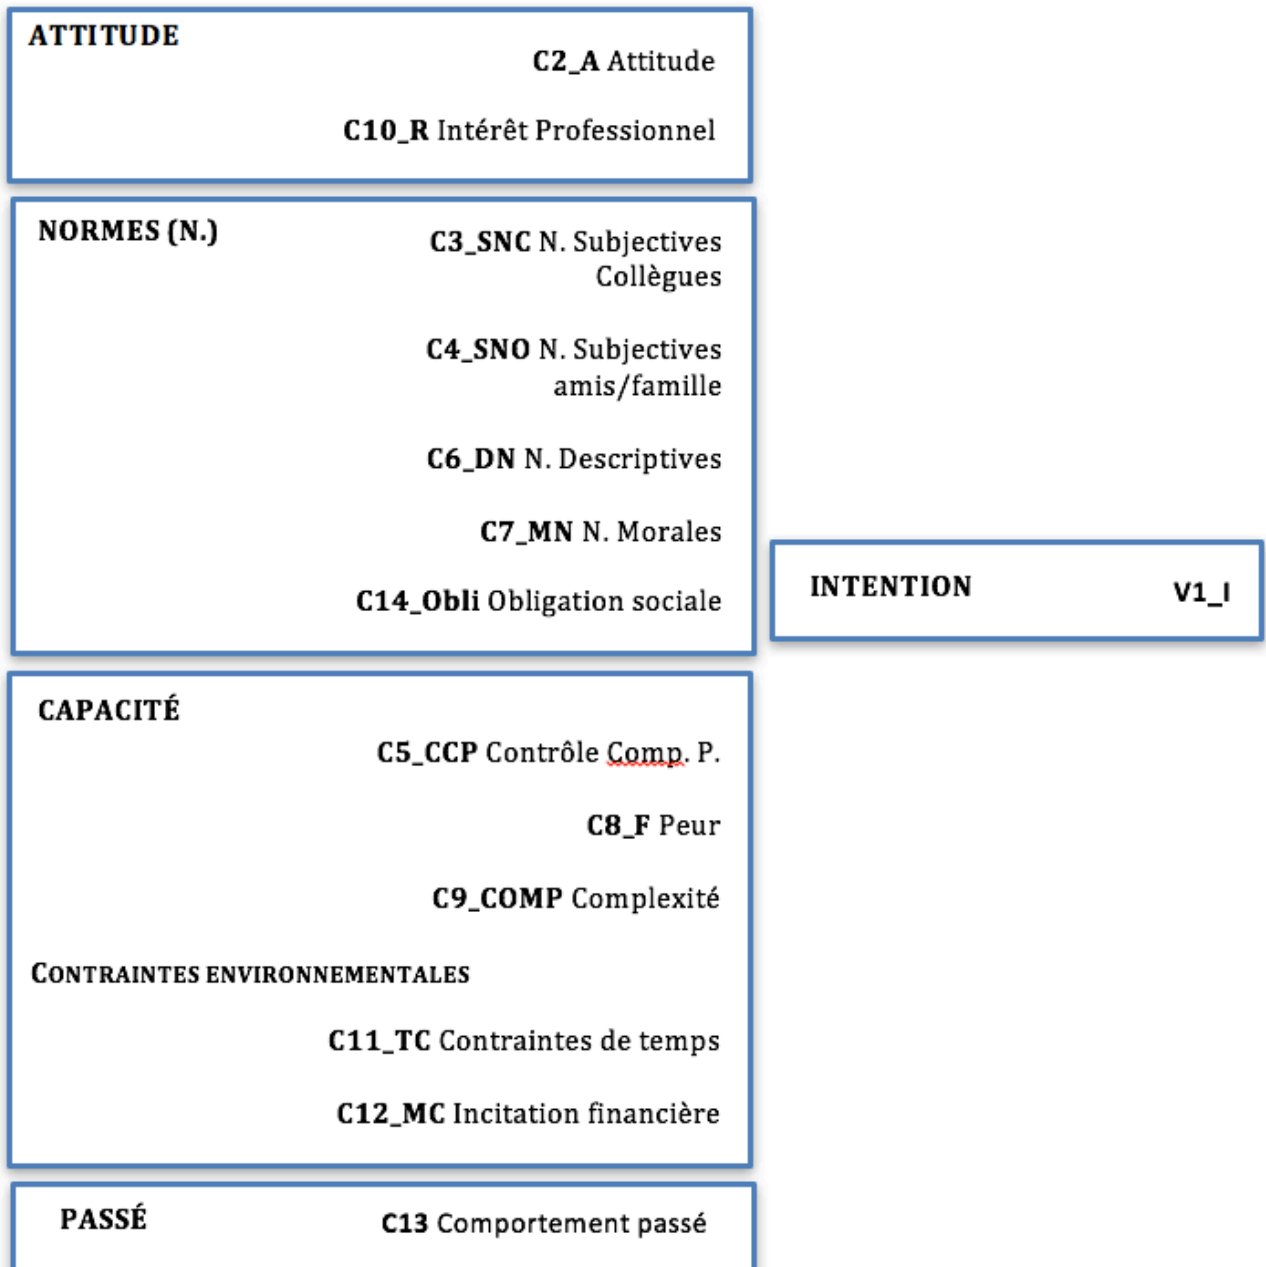 ATTITUDE
C2_A Attitude
C10_R Intérêt Professionnel
NORMES (N.)
C3_SNC N. Subjectives
Collègues
C4_SNO N. Subjectives
amis/famille
C6_DN N. Descriptives
C7_MN N. Morales
C14_Obli Obligation sociale
INTENTION V1_I
CAPACITÉ
C5_CCP Contrôle Comp. P.
C8_F Peur
C9_COMP Complexité
CONTRAINTES ENVIRONNEMENTALES
C11_TC Contraintes de temps
C12_MC Incitation financière
PASSÉ C13 Comportement passé